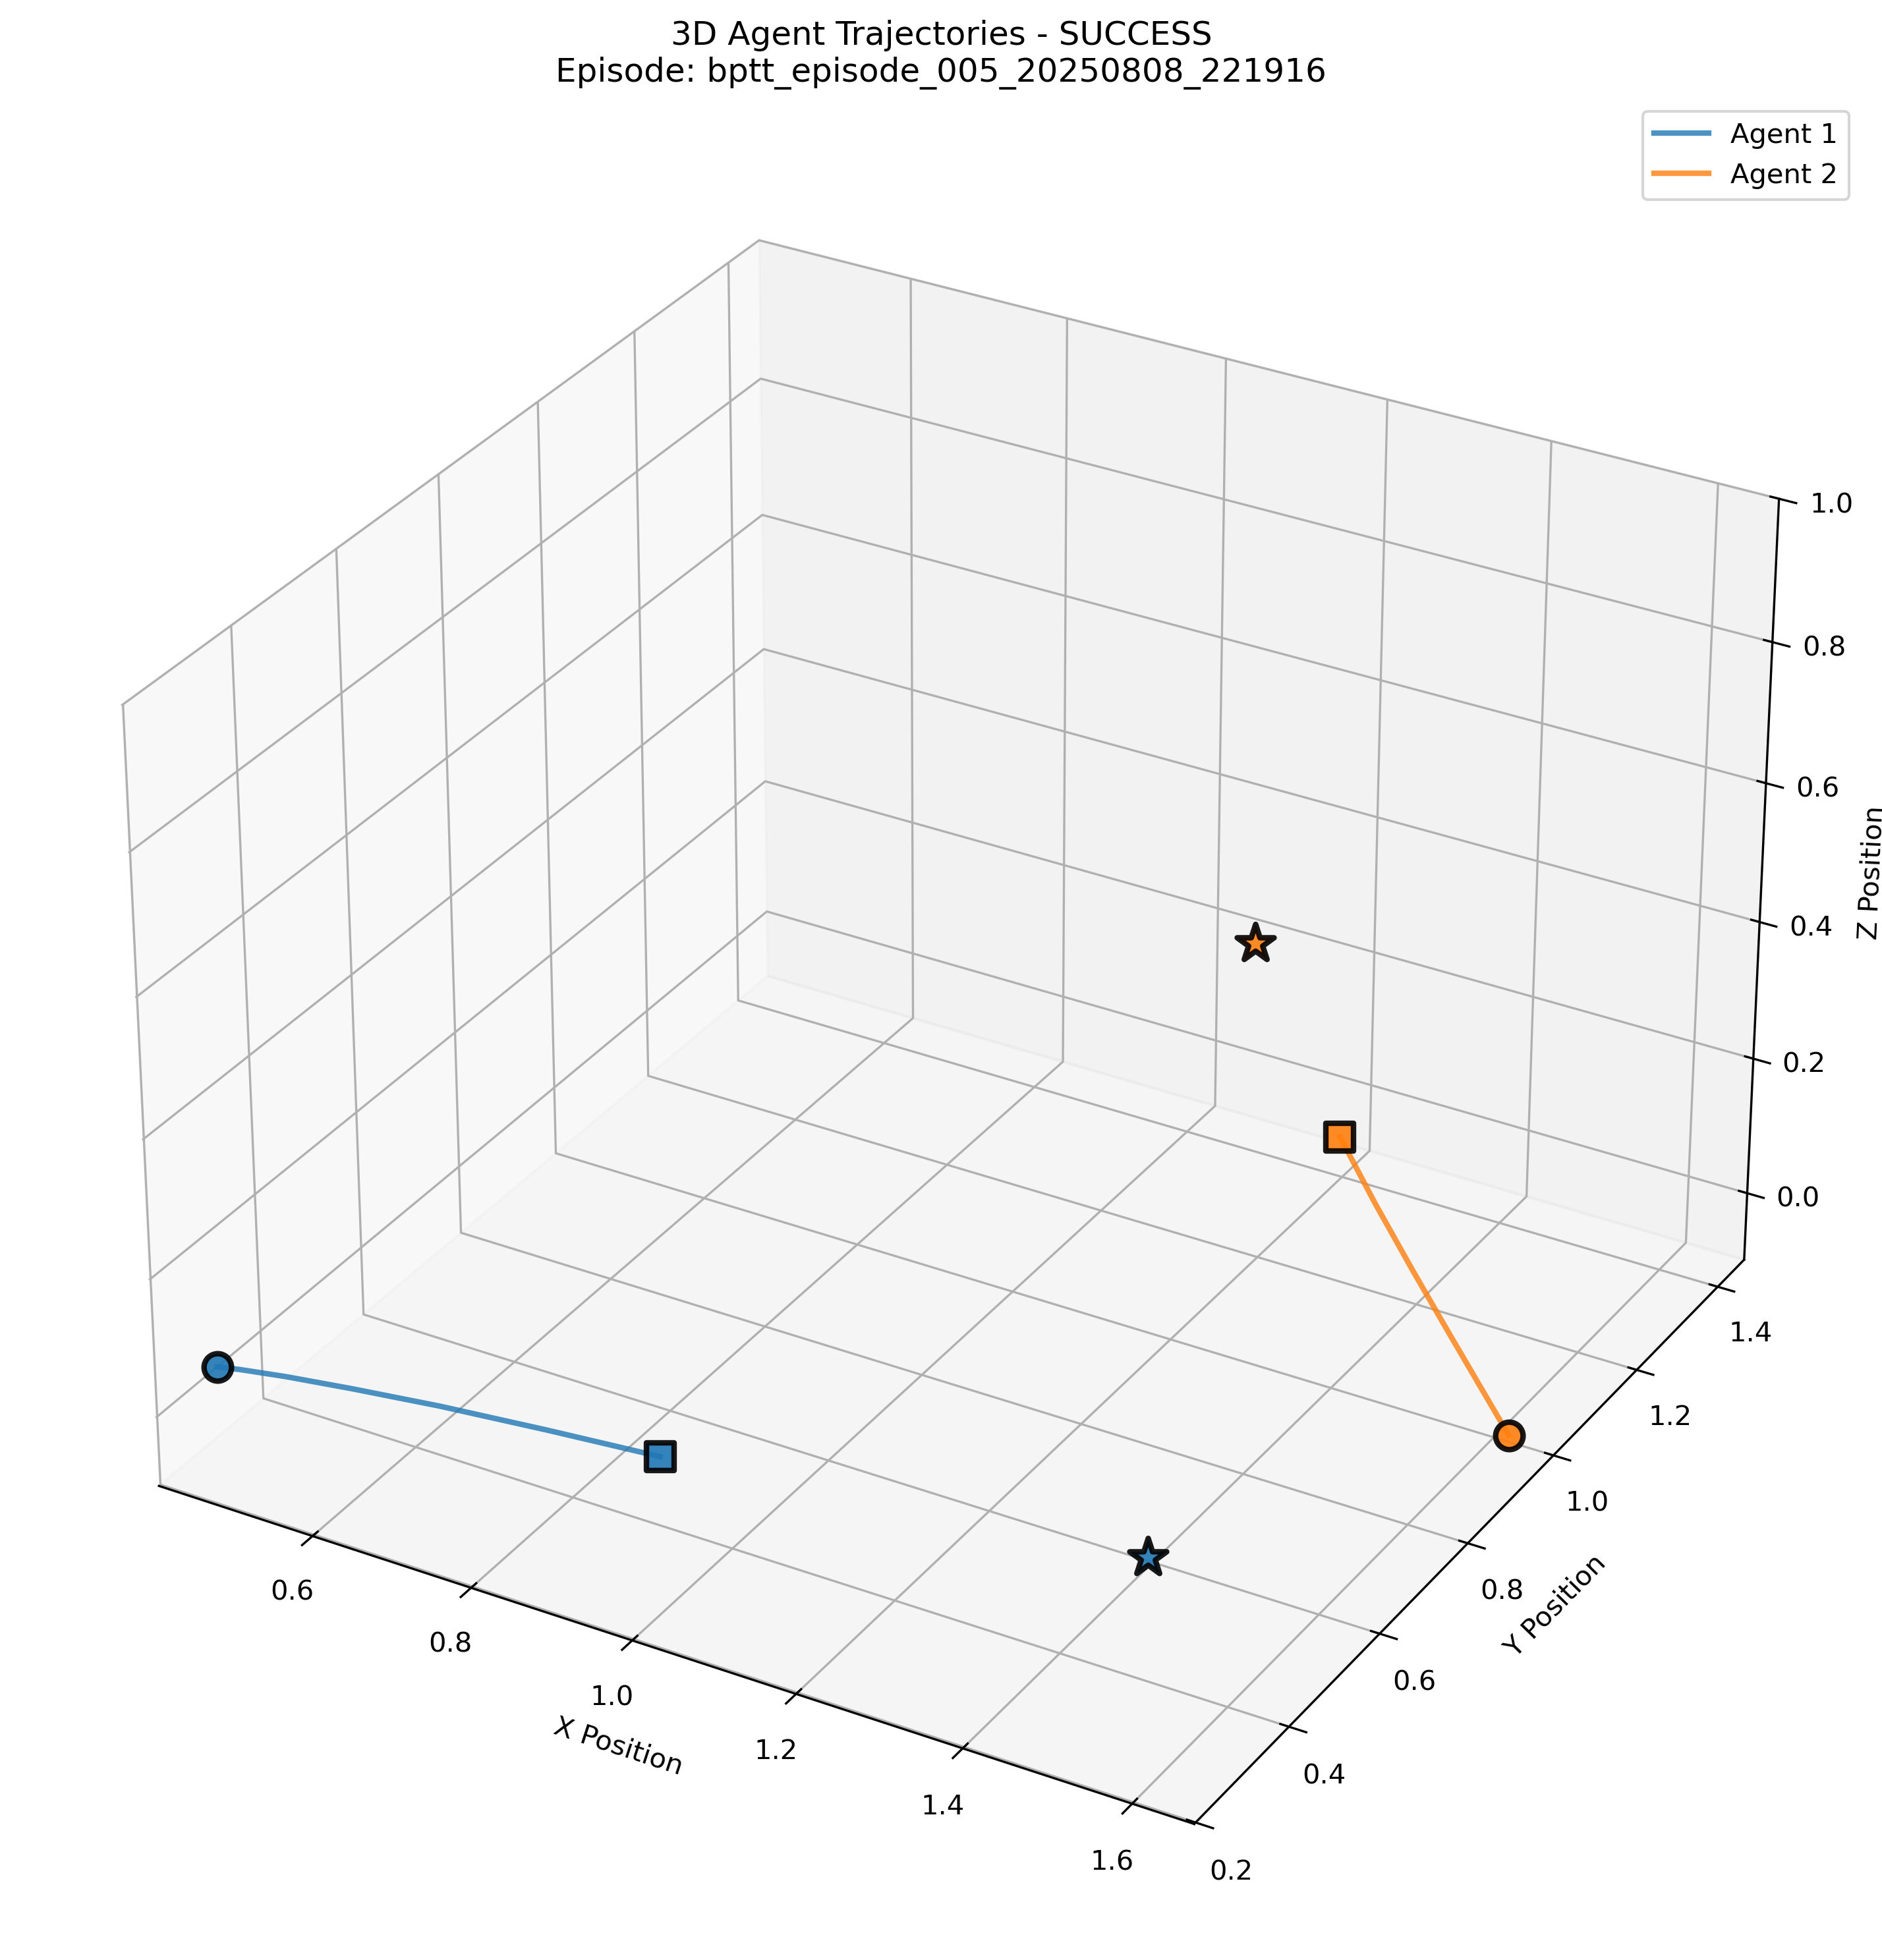 3D Agent Trajectories - SUCCESS
Episode: bptt_episode_005_20250808_221916
Agent 1
Agent 2
1.0
0.8
0.6
0.4
0.2
0.0
Z Position
1.4
1.2
1.0
0.8
0.6
0.4
0.2
Y Position
0.6
0.8
1.0
1.2
1.4
1.6
X Position